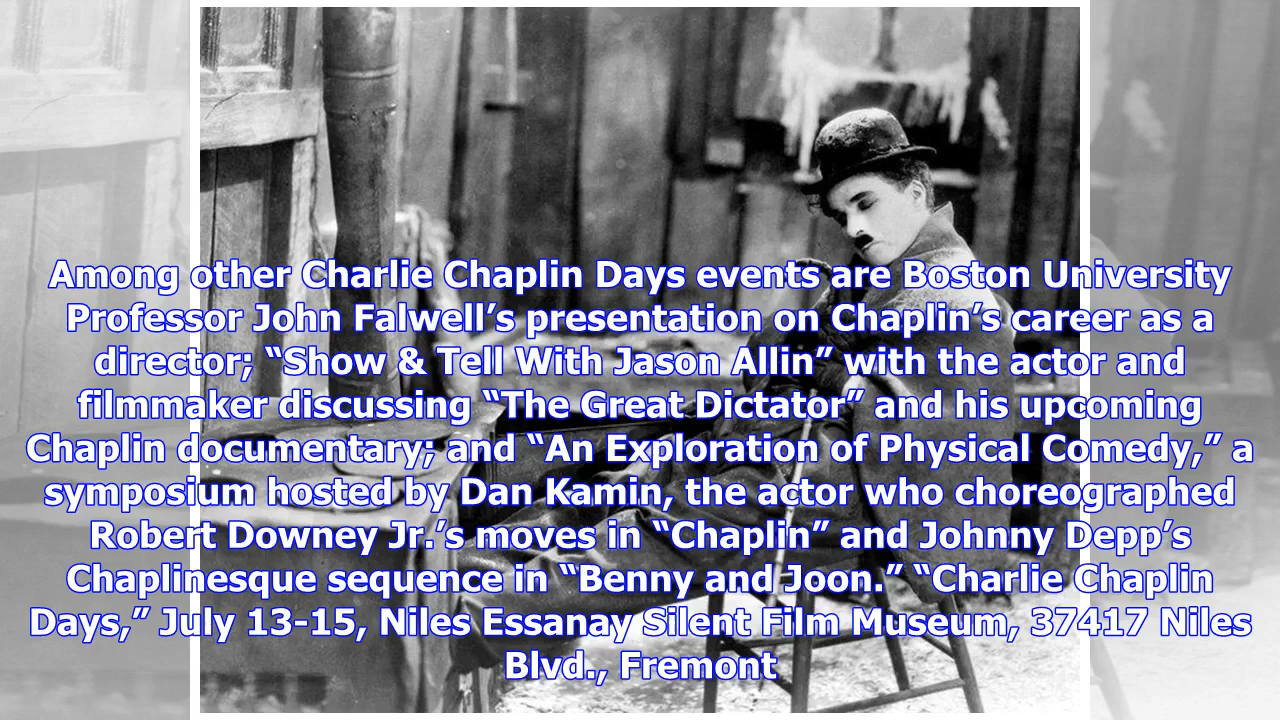 Among other Charlie Chaplin Days events are Boston University
Professor John Falwell’s presentation on Chaplin’s career as a
director; “Show & Tell With Jason Allin” with the actor and
filmmaker discussing “The Great Dictator” and his upcoming
Chaplin documentary; and “An Exploration of Physical Comedy,” a
symposium hosted by Dan Kamin, the actor who choreographed
Robert Downey Jr.’s moves in “Chaplin” and Johnny Depp’s
Chaplinesque sequence in “Benny and Joon.” “Charlie Chaplin
Days,” July 13-15, Niles Essanay Silent Film Museum, 37417 Niles
Blvd., Fremont